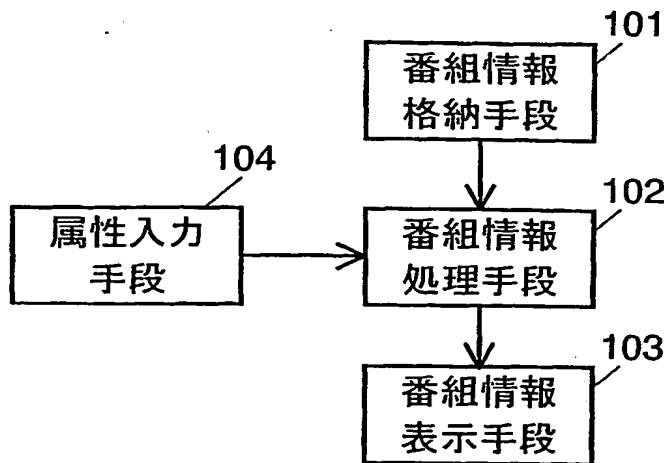 101
番組情報
格納手段
104
属性入力
手段
102
番組情報
処理手段
103
番組情報
表示手段